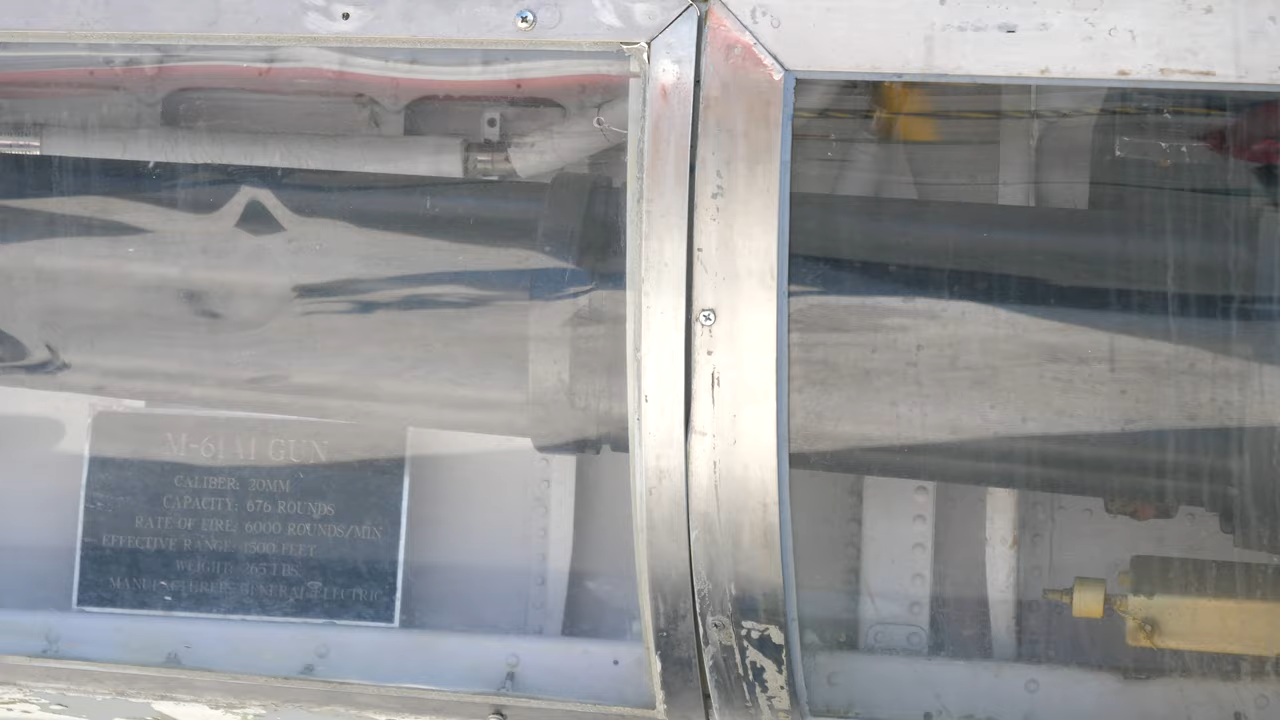 M-61A1 GUN
CALIBER: 20MM
CAPACITY: 676 ROUNDS
RATE OF FIRE: 6000 ROUNDS/MIN
EFFECTIVE RANGE: 1500 FEET
WEIGHT: 265 LBS
MANUFACTURER: GENERAL ELECTRIC